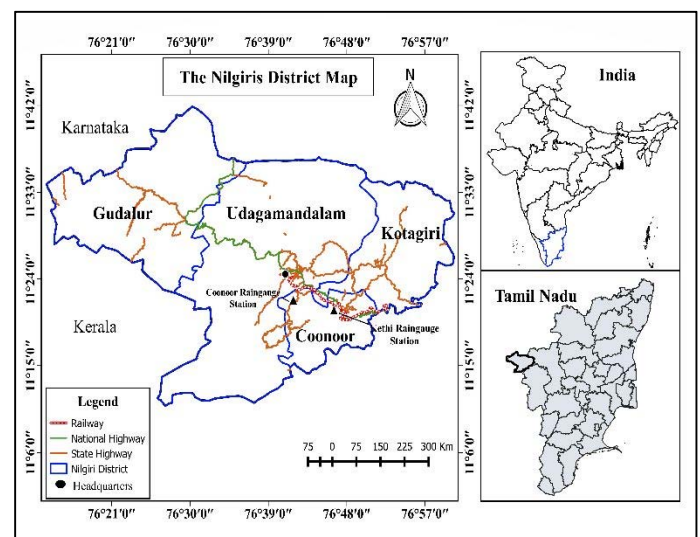 76°21'0" 76°30'0" 76°39'0" 76°48'0" 76°57'0"
The Nilgiris District Map
N
11°42'0" 11°42'0"
Karnataka
11°33'0" 11°33'0"
Gudalur
Udagamandalam
Kotagiri
11°24'0" 11°24'0"
Coonoor Raingauge
Station
Kethi Raingauge
Station
Kerala
Coonoor
11°15'0" 11°15'0"
Legend
Railway
National Highway
State Highway
Nilgiri District
Headquarters
75 0 75 150 225 300 Km
11°6'0" 11°6'0"
76°21'0" 76°30'0" 76°39'0" 76°48'0" 76°57'0"
India
Tamil Nadu